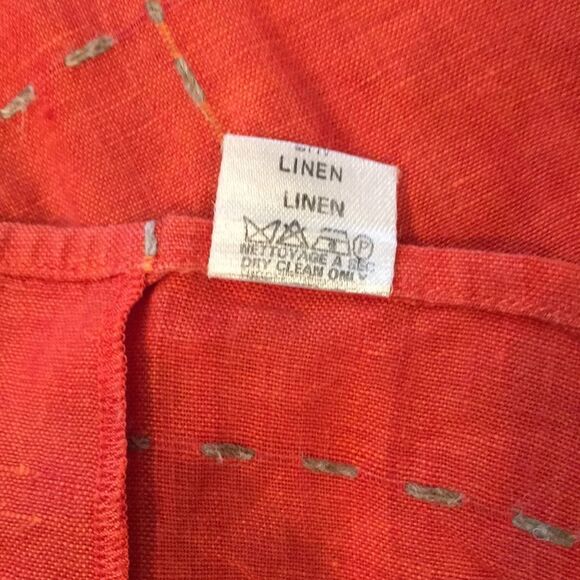 LINEN
LINEN
P
NETTOYAGE A SEC
DRY CLEAN ONLY